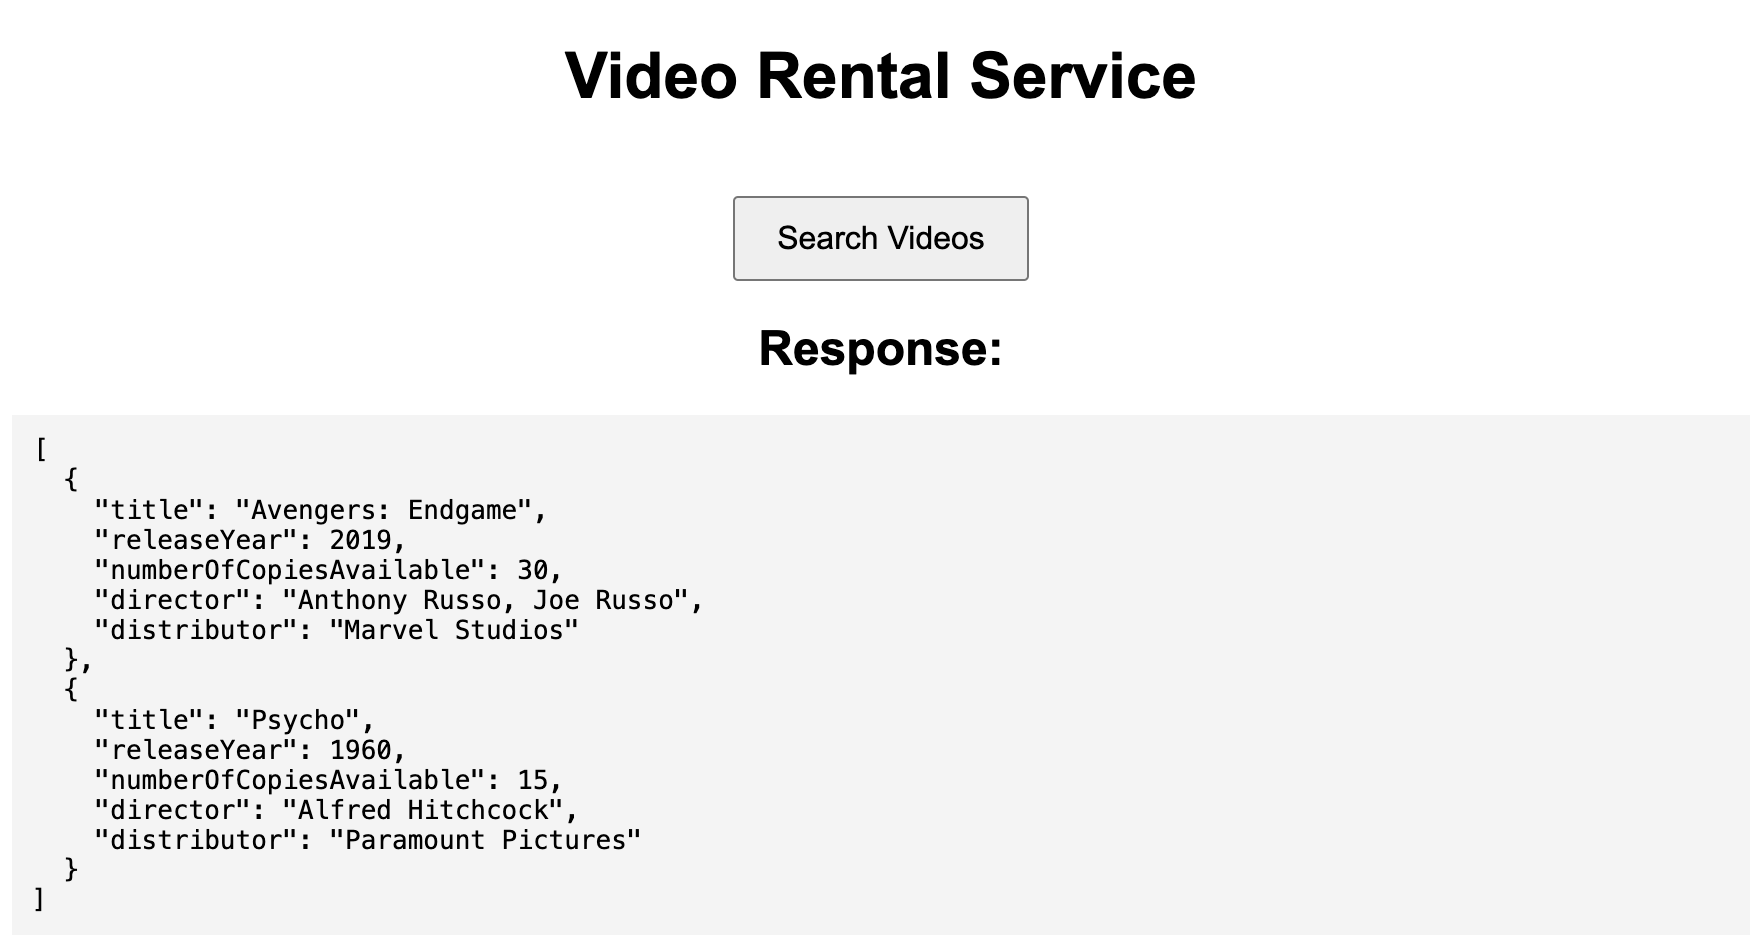 Video Rental Service
Search Videos
Response:
[
  {
    "title": "Avengers: Endgame",
    "releaseYear": 2019,
    "numberOfCopiesAvailable": 30,
    "director": "Anthony Russo, Joe Russo",
    "distributor": "Marvel Studios"
  },
  {
    "title": "Psycho",
    "releaseYear": 1960,
    "numberOfCopiesAvailable": 15,
    "director": "Alfred Hitchcock",
    "distributor": "Paramount Pictures"
  }
]